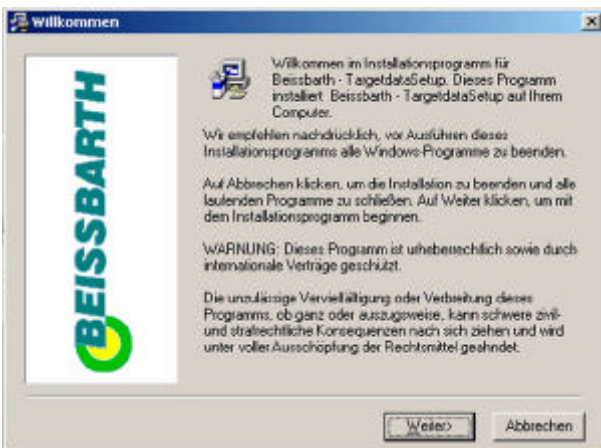 Willkommen
BEISSBARTH
Willkommen im Installationsprogramm für
Beissbarth - TargetdataSetup. Dieses Programm
installiert Beissbarth - TargetdataSetup auf Ihrem
Computer.
Wir empfehlen nachdrücklich, vor Ausführen dieses
Installationsprogramms alle Windows-Programme zu beenden.
Auf Abbrechen klicken, um die Installation zu beenden und alle
laufenden Programme zu schließen. Auf Weiter klicken, um mit
dem Installationsprogramm beginnen.
WARNUNG: Dieses Programm ist urheberrechtlich sowie durch
internationale Verträge geschützt.
Die unzulässige Vervielfältigung oder Verbreitung dieses
Programms, ob ganz oder auszugsweise, kann schwere zivil-
und strafrechtliche Konsequenzen nach sich ziehen und wird
unter voller Ausschöpfung der Rechtsmittel geahndet.
Weiter>
Abbrechen